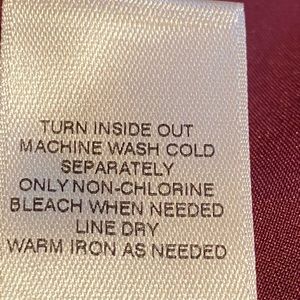 TURN INSIDE OUT
MACHINE WASH COLD
SEPARATELY
ONLY NON-CHLORINE
BLEACH WHEN NEEDED
LINE DRY
WARM IRON AS NEEDED